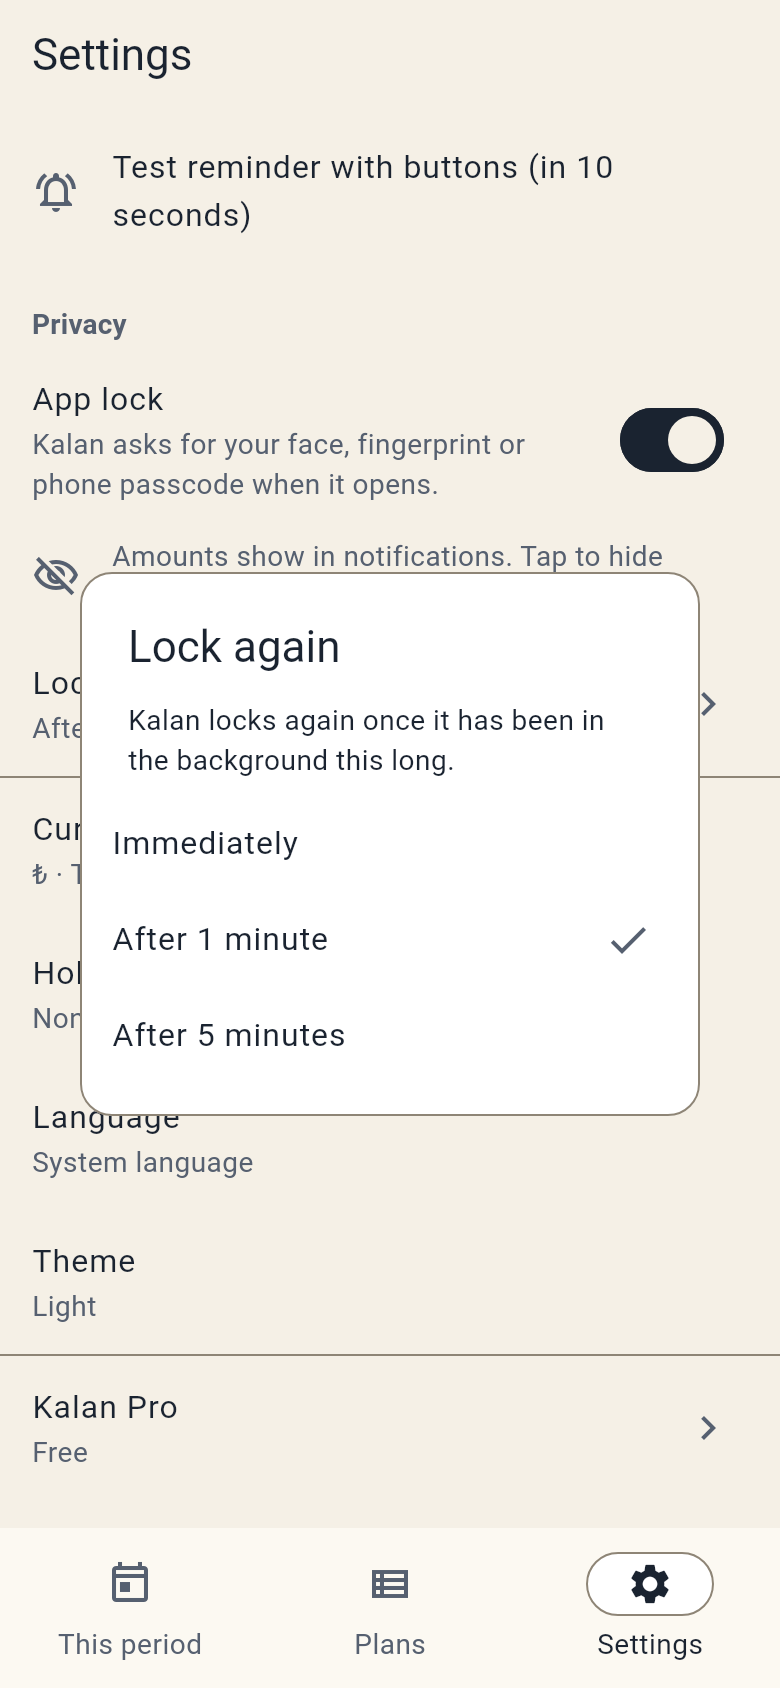 Settings
Test reminder with buttons (in 10
seconds)
Privacy
App lock
Kalan asks for your face, fingerprint or
phone passcode when it opens.
Amounts show in notifications. Tap to hide
Lock again
Kalan locks again once it has been in
the background this long.
Immediately
After 1 minute
After 5 minutes
₺ ·
Language
System language
Theme
Light
Kalan Pro
Free
This period
Plans
Settings